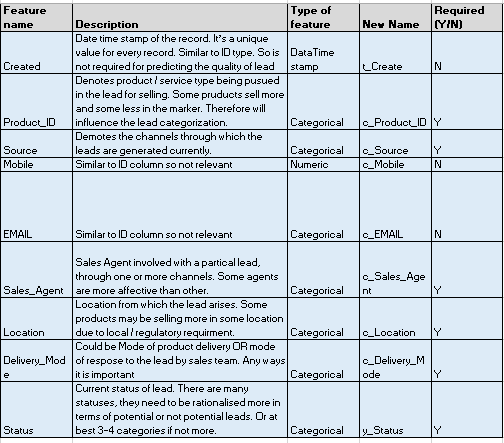 Feature name Description Type of feature New Name Required (Y/N)
Date time stamp of the record. It's a unique
value for every record. Similar to ID type. So is
not required for predicting the quality of lead
Created DataTime stamp t_Create N
Denotes product / service type being pusued
in the lead for selling. Some pruducts sell more
and some less in the marker. Therefore will
influence the lead categorization.
Product_ID Categorical c_Product_ID Y
Demotes the channels through which the
leads are generated currently.
Source Categorical c_Source Y
Mobile Similar to ID column so not relevant Numeric c_Mobile N
EMAIL Similar to ID column so not relevant Categorical c_EMAIL N
Sales Agent involved with a partical lead,
through one or more channels. Some agents
are more affective than other.
Sales_Agent Categorical c_Sales_Age
nt Y
Location from which the lead arises. Some
products may be selling more in some location
due to local / regulatory requirment.
Location Categorical c_Location Y
Could be Mode of product delivery OR mode
of respose to the lead by sales team. Any ways
it is important
Delivery_Mod
e Categorical c_Delivery_M
ode Y
Current status of lead. There are many
statuses, they need to be rationalised more in
terms of potential or not potential leads. Or at
best 3-4 categories if not more.
Status Categorical y_Status Y